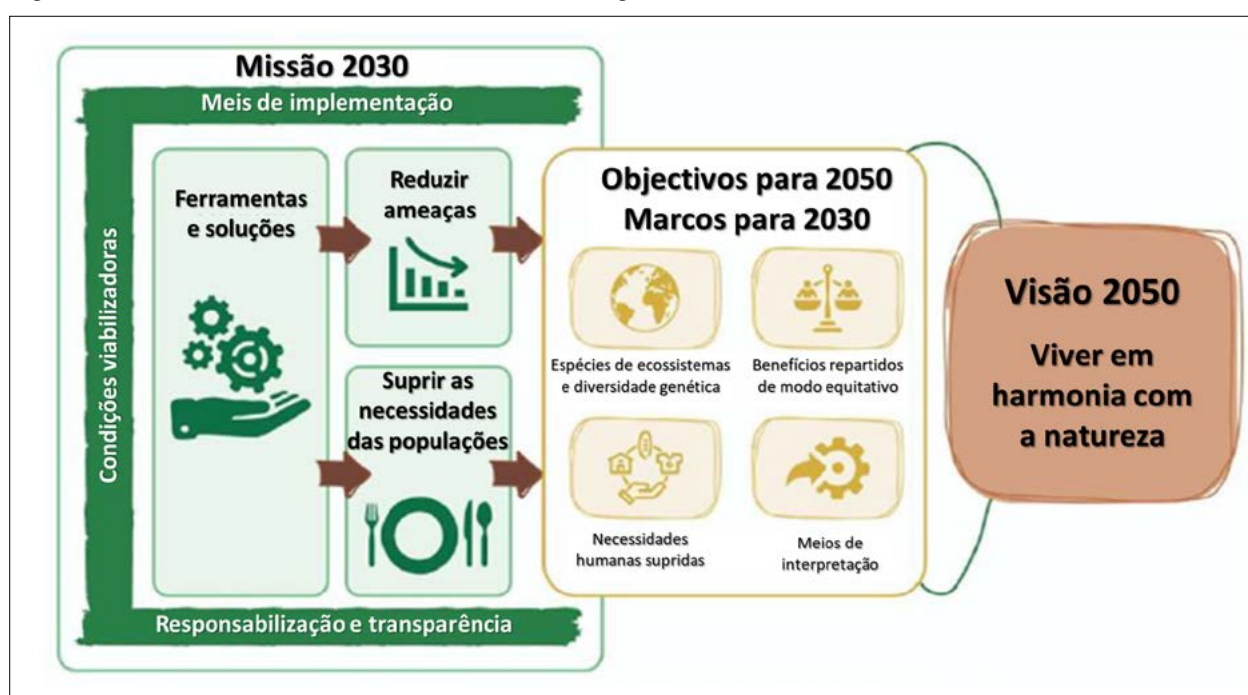 Missão 2030
Meis de implementação
Condições viabilizadoras
Ferramentas
e soluções
Reduzir
ameaças
Suprir as
necessidades
das populações
Responsabilização e transparência
Objectivos para 2050
Marcos para 2030
Espécies de ecossistemas
e diversidade genética
Benefícios repartidos
de modo equitativo
Necessidades
humanas supridas
Meios de
interpretação
Visão 2050
Viver em
harmonia com
a natureza